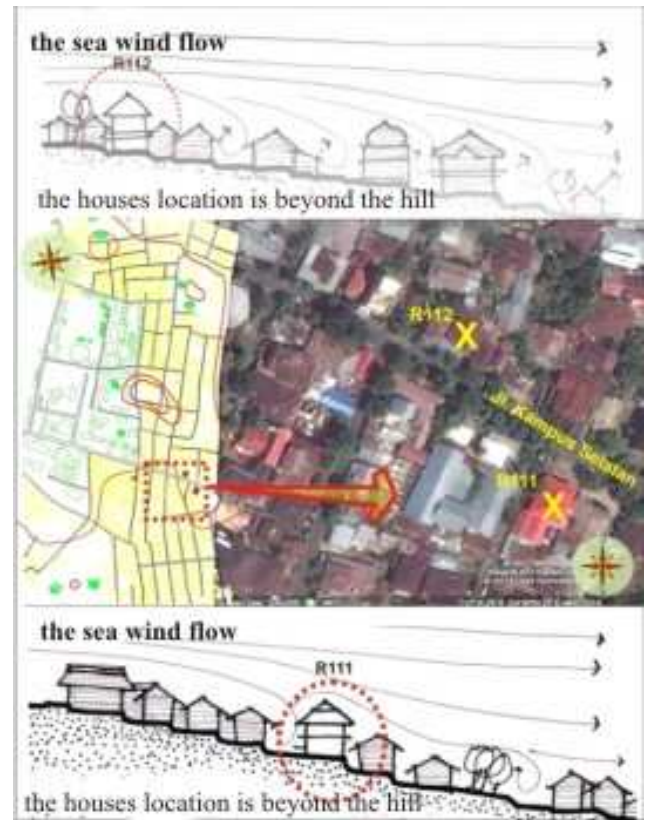 the sea wind flow
R112
the houses location is beyond the hill
R112
X
Jl. Kampus Selatan
R111
X
the sea wind flow
R111
the houses location is beyond the hill